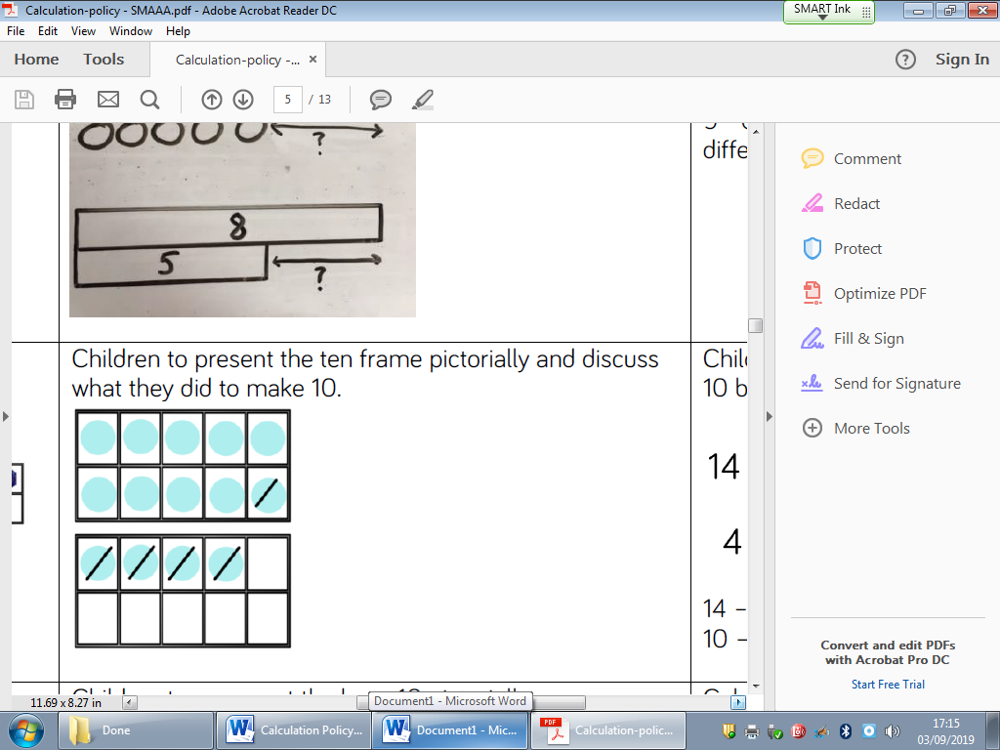 Calculation-policy - SMAAA.pdf - Adobe Acrobat Reader DC
SMART Ink
File Edit View Window Help
Home Tools Calculation-policy -... ×
Sign In
5 / 13
?
8
5
?
diffe
Comment
Redact
Protect
Optimize PDF
Fill & Sign
Send for Signature
More Tools
Children to present the ten frame pictorially and discuss
what they did to make 10.
Chil
10 b
14
4
14 –
10 –
Convert and edit PDFs
with Acrobat Pro DC
Start Free Trial
11.69 x 8.27 in
Document1 - Microsoft Word
Done
Calculation Policy...
Document1 - Mic...
PDF
Calculation-polic...
17:15
03/09/2019